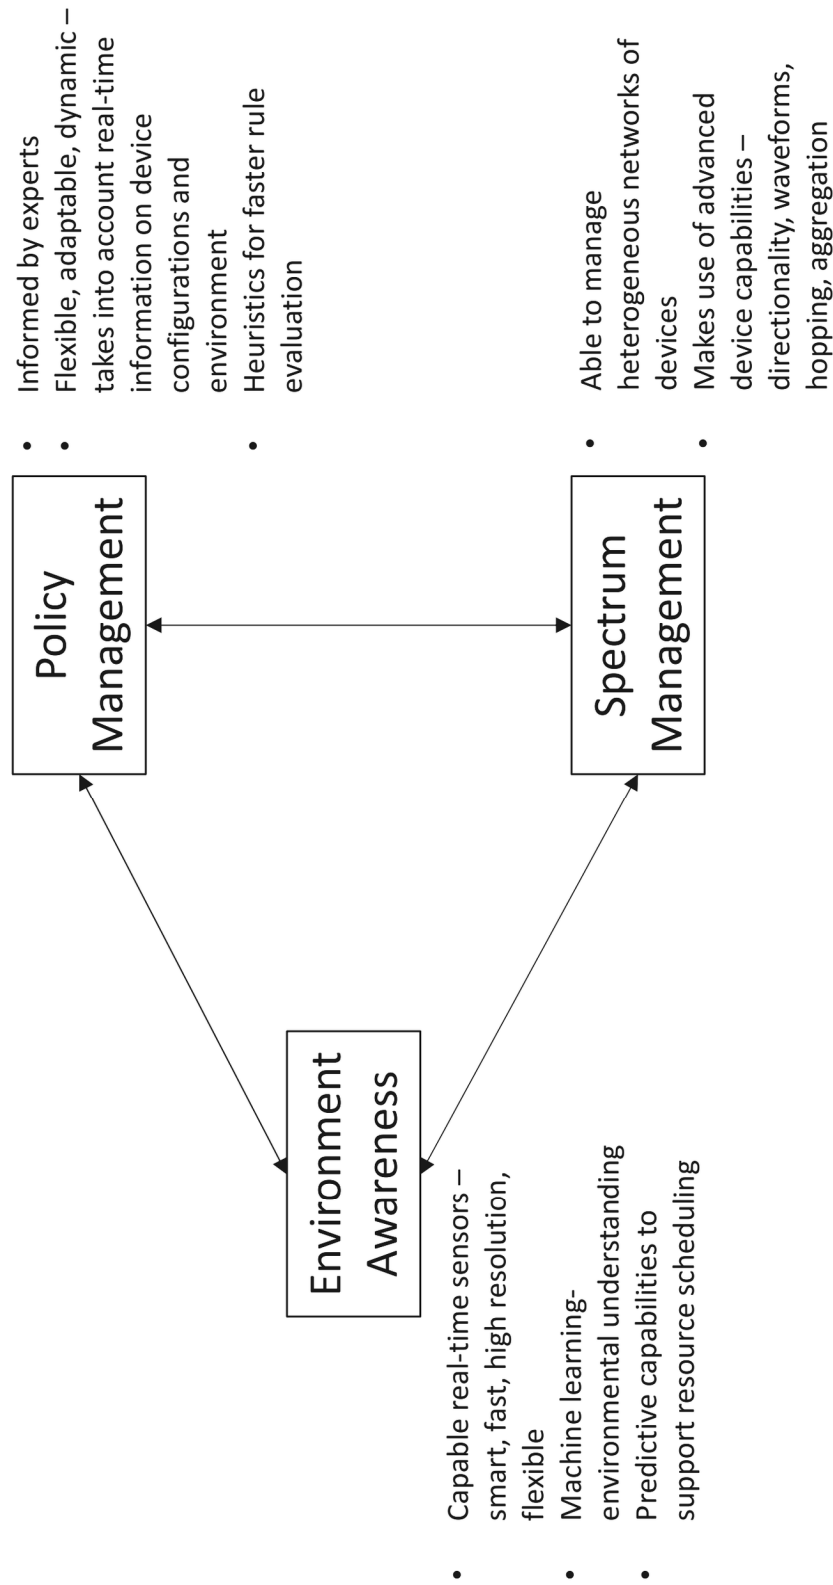 Environment
Awareness
• Capable real-time sensors –
smart, fast, high resolution,
flexible
• Machine learning-
environmental understanding
• Predictive capabilities to
support resource scheduling
Policy
Management
• Informed by experts
• Flexible, adaptable, dynamic –
takes into account real-time
information on device
configurations and
environment
• Heuristics for faster rule
evaluation
Spectrum
Management
• Able to manage
heterogeneous networks of
devices
• Makes use of advanced
device capabilities –
directionality, waveforms,
hopping, aggregation